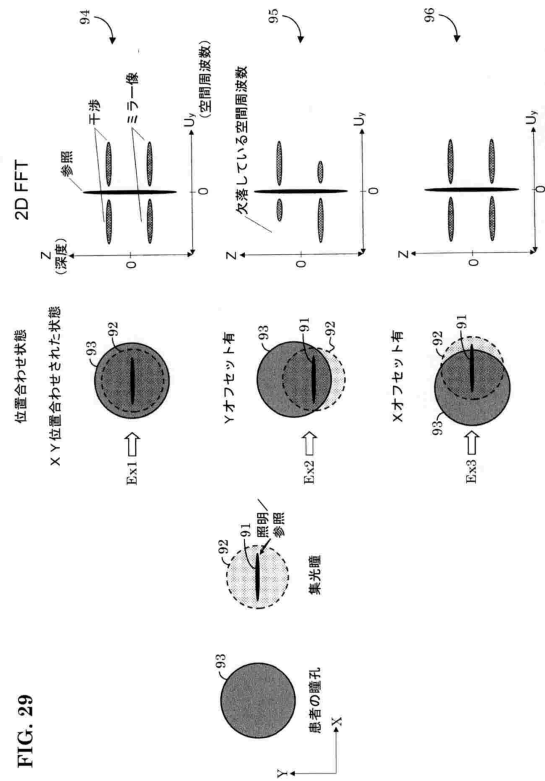 FIG. 29
位置合わせ状態
2D FFT
XY位置合わせされた状態
93
92
Ex1
Z
(深度)
参照
干渉
ミラー像
0
0
Uy
(空間周波数)
94
92
91
照明/
参照
集光瞳
93
患者の瞳孔
Y
X
Yオフセット有
93
91
92
Ex2
Z
欠落している空間周波数
0
0
Uy
95
Xオフセット有
92
91
93
Ex3
Z
0
0
Uy
96